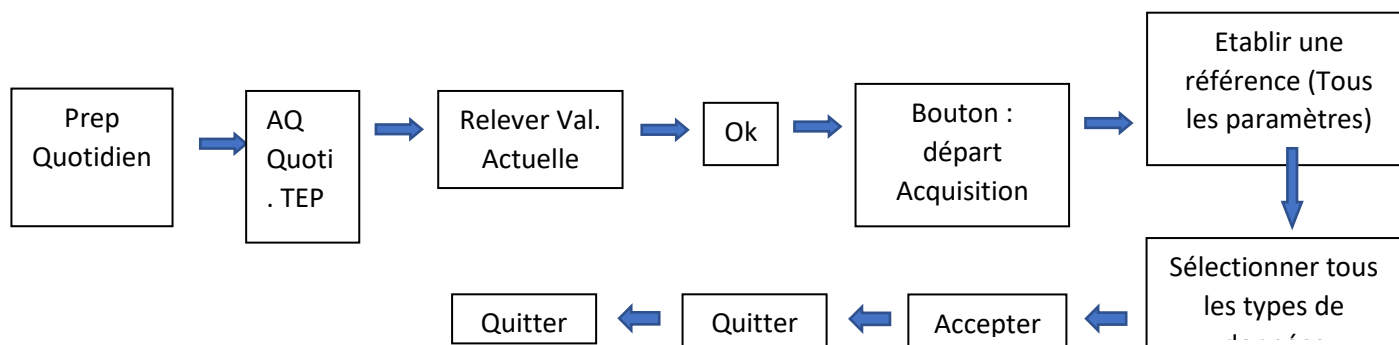 Prep
Quotidien
AQ
Quoti
. TEP
Relever Val.
Actuelle
Ok
Bouton :
départ
Acquisition
Etablir une
référence (Tous
les paramètres)
Sélectionner tous
les types de
Accepter
Quitter
Quitter